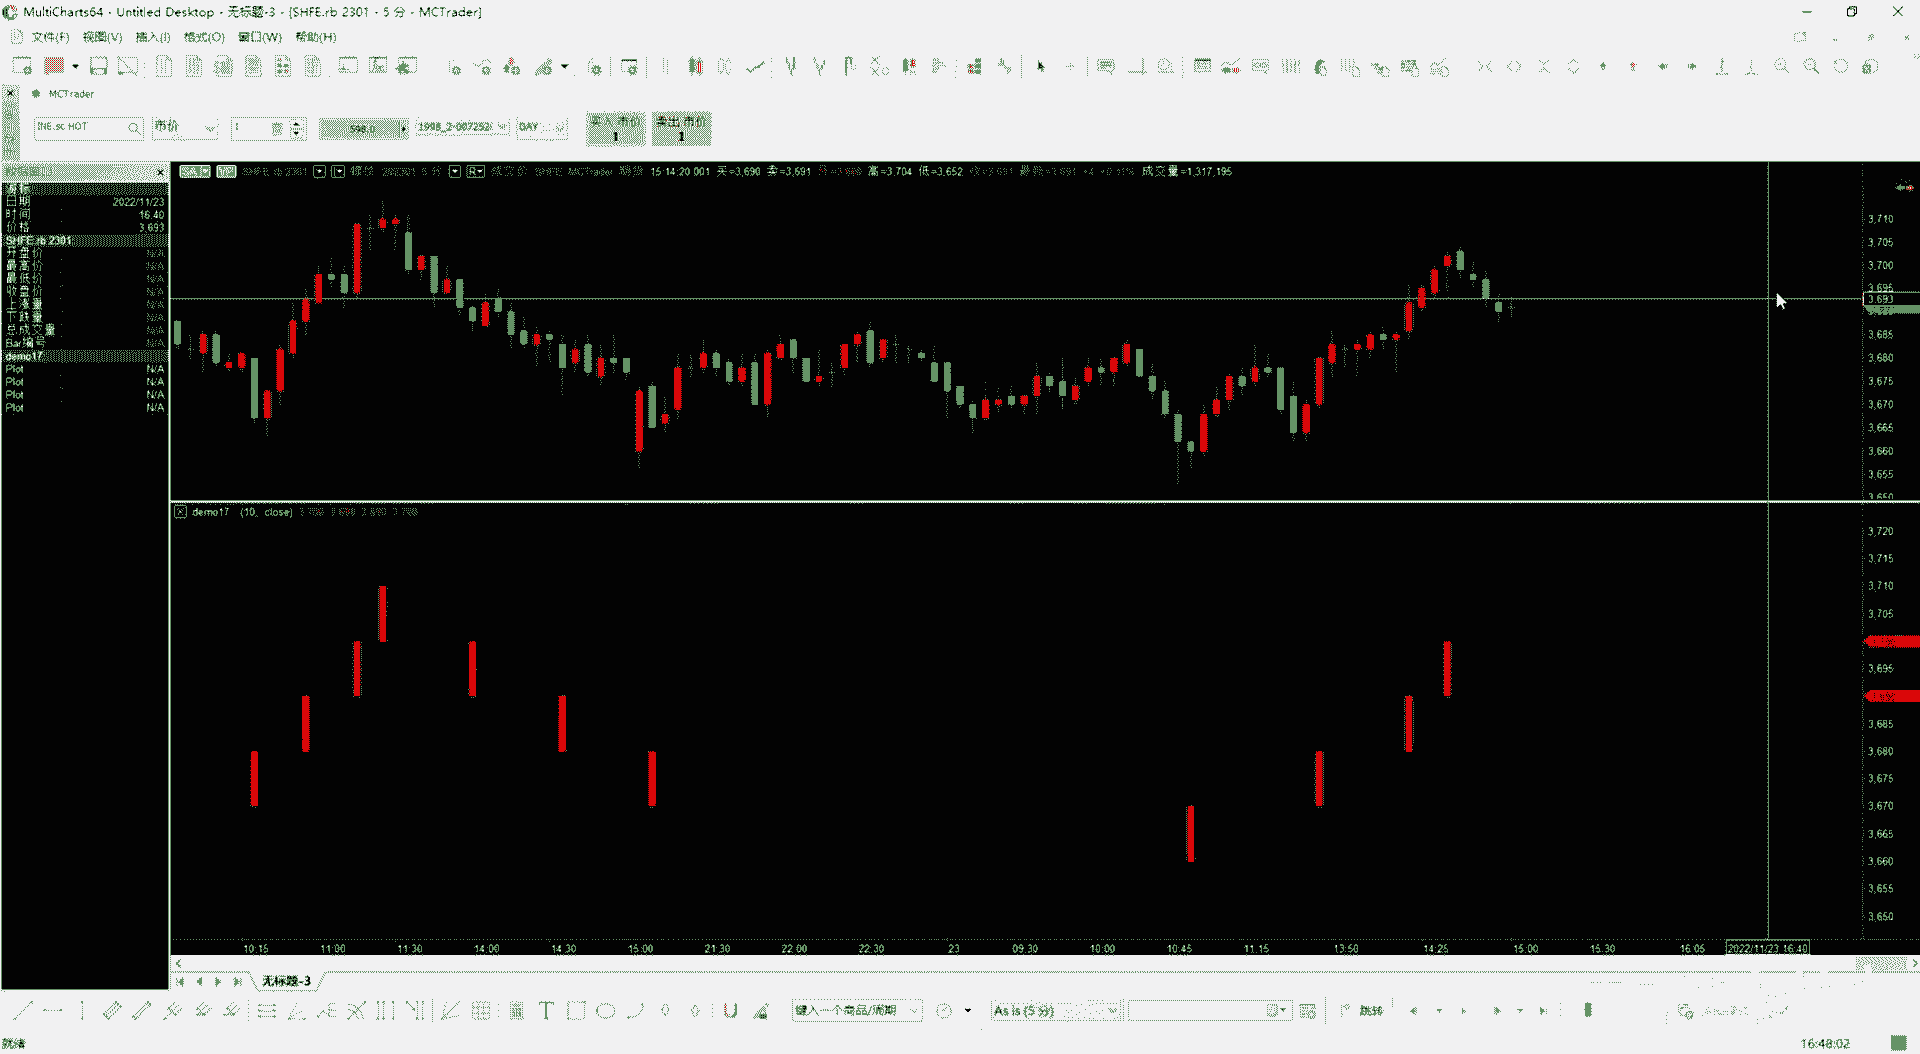 MultiCharts64 - Untitled Desktop - 无标题-3 - [SHFE.rb 2301 - 5 分 - MCTrader]
文件(F) 视图(V) 插入(I) 格式(O) 窗口(W) 帮助(H)
MCTrader
INE.sc HOT 市价 1 DAY 买入 市价 1 卖出 市价 1
SA VP SHFE rb 2301 15:14:20.001 买=3,690 卖=3,691 高=3,704 低=3,652 成交量=1,317,195
日期 2022/11/23
时间 16:40
价格 3,693
SHFE.rb 2301
开盘价 N/A
最高价 N/A
最低价 N/A
收盘价 N/A
上涨量 N/A
下跌量 N/A
总成交量 N/A
Bar编号 N/A
demo17
Plot N/A
Plot N/A
Plot N/A
Plot N/A
3,710
3,705
3,700
3,695
3,693
3,685
3,680
3,675
3,670
3,665
3,660
3,655
3,650
demo17 (10, close)
3,720
3,715
3,710
3,705
3,695
3,685
3,680
3,675
3,670
3,665
3,660
3,655
3,650
10:15 11:00 11:30 14:00 14:30 15:00 21:30 22:00 22:30 23 09:30 10:00 10:45 11:15 13:50 14:25 15:00 15:30 16:05 2022/11/23 16:40
无标题-3
键入一个商品/周期 As is (5 分) 跳转
就绪 16:48:02